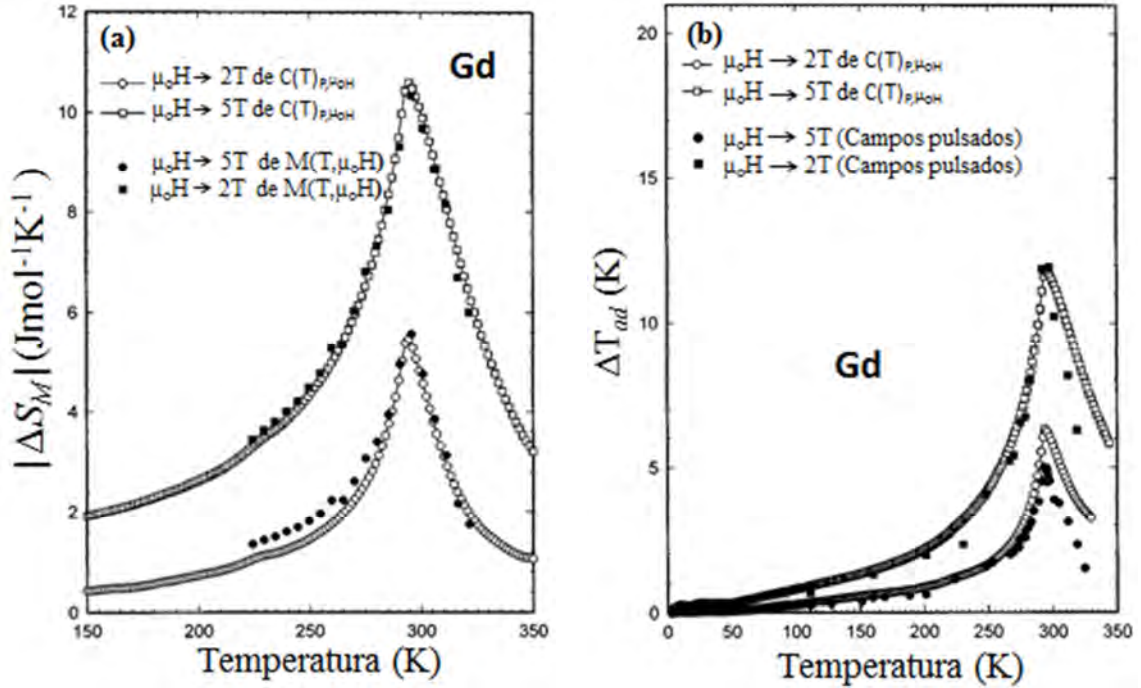 (a)
Gd
μ₀H→ 2T de C(T)P,μ₀H
μ₀H→ 5T de C(T)P,μ₀H
μ₀H→ 5T de M(T,μ₀H)
μ₀H→ 2T de M(T,μ₀H)
|ΔS_M|(Jmol⁻¹K⁻¹)
12
10
8
6
4
2
0
150 200 250 300 350
Temperatura (K)
(b)
μ₀H→ 2T de C(T)P,μ₀H
μ₀H→ 5T de C(T)P,μ₀H
μ₀H→ 5T (Campos pulsados)
μ₀H→ 2T (Campos pulsados)
Gd
ΔT_ad (K)
20
15
10
5
0
0 50 100 150 200 250 300 350
Temperatura (K)